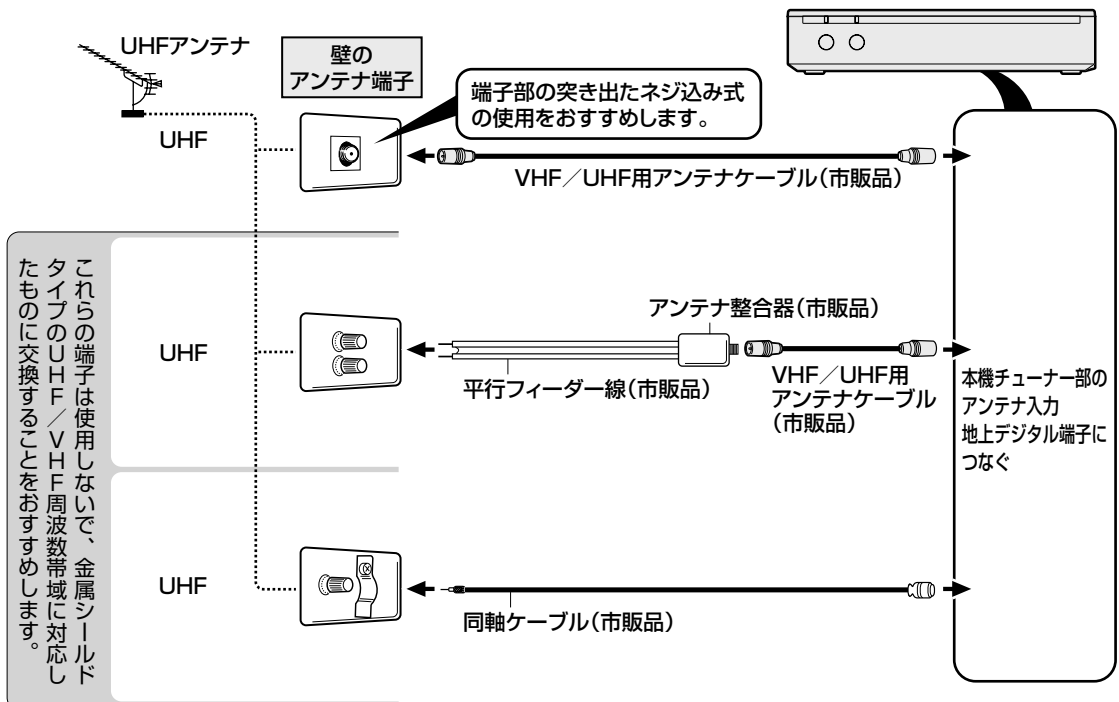 UHFアンテナ
壁の
アンテナ端子
端子部の突き出たネジ込み式
の使用をおすすめします。
UHF
VHF/UHF用アンテナケーブル(市販品)
これらの端子は使用しないで、金属シールド
タイプのUHF/VHF周波数帯域に対応し
たものに交換することをおすすめします。
UHF
アンテナ整合器(市販品)
平行フィーダー線(市販品)
VHF/UHF用
アンテナケーブル
(市販品)
UHF
同軸ケーブル(市販品)
本機チューナー部の
アンテナ入力
地上デジタル端子に
つなぐ